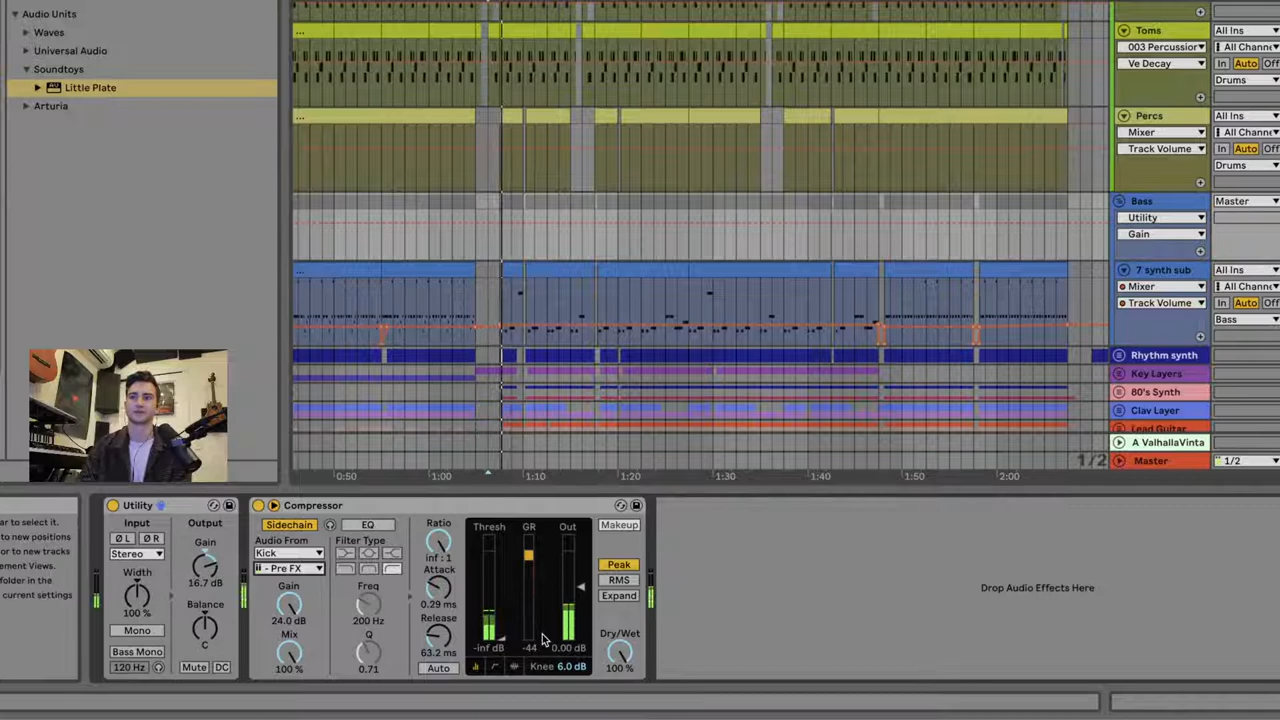 Audio Units
Waves
Universal Audio
Soundtoys
Little Plate
Arturia
...
...
...
Toms
All Ins
003 Percussior
All Channe
Ve Decay
In Auto Off
Drums
Percs
All Ins
Mixer
All Channe
Track Volume
In Auto Off
Drums
Bass
Master
Utility
Gain
7 synth sub
All Ins
Mixer
All Channe
Track Volume
In Auto Off
Bass
Rhythm synth
Key Layers
80's Synth
Clav Layer
Lead Guitar
A ValhallaVinta
1/2
Master
1/2
0:50
1:00
1:10
1:20
1:30
1:40
1:50
2:00
ar to select it.
to new positions
or to new tracks
ement Views.
folder in the
current settings
Utility
Input
Output
Ø L
Ø R
Stereo
Width
100 %
Mono
Bass Mono
120 Hz
Gain
16.7 dB
Balance
C
Mute
DC
Compressor
Sidechain
EQ
Audio From
Kick
- Pre FX
Gain
24.0 dB
Mix
100 %
Filter Type
Freq
200 Hz
Q
0.71
Ratio
inf : 1
Attack
0.29 ms
Release
63.2 ms
Auto
Thresh
GR
Out
-inf dB
-44
0.00 dB
Knee 6.0 dB
Makeup
Peak
RMS
Expand
Dry/Wet
100 %
Drop Audio Effects Here